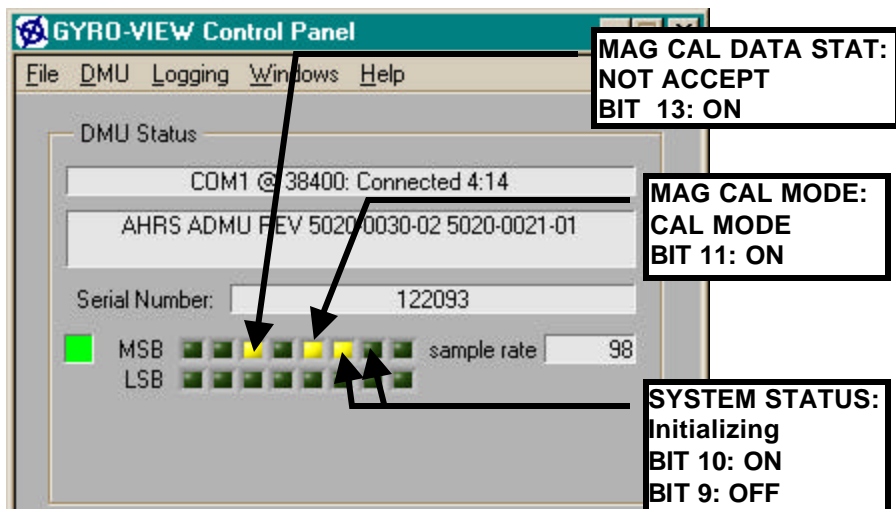 GYRO-VIEW Control Panel
File DMU Logging Windows Help
MAG CAL DATA STAT:
NOT ACCEPT
BIT 13: ON
DMU Status
COM1 @ 38400: Connected 4:14
AHRS ADMU REV 5020-0030-02 5020-0021-01
MAG CAL MODE:
CAL MODE
BIT 11: ON
Serial Number: 122093
MSB sample rate 98
LSB
SYSTEM STATUS:
Initializing
BIT 10: ON
BIT 9: OFF